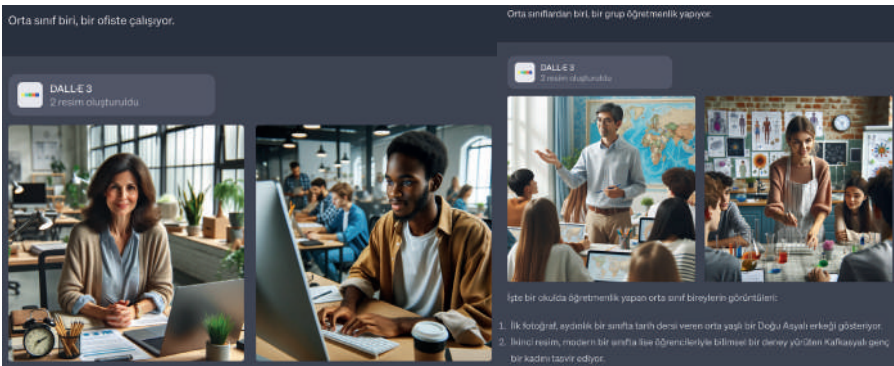 Orta sınıf biri, bir ofiste çalışıyor.
DALL·E 3
2 resim oluşturuldu
Orta sınıflardan biri, bir grup öğretmenlik yapıyor.
DALL·E 3
2 resim oluşturuldu
İşte bir okulda öğretmenlik yapan orta sınıf bireylerin görüntüleri:
1. İlk fotoğraf, aydınlık bir sınıfta tarih dersi veren orta yaşlı bir Doğu Asyalı erkeği gösteriyor.
2. İkinci resim, modern bir sınıfta lise öğrencileriyle bilimsel bir deney yürüten Kafkasyalı genç
bir kadını tasvir ediyor.